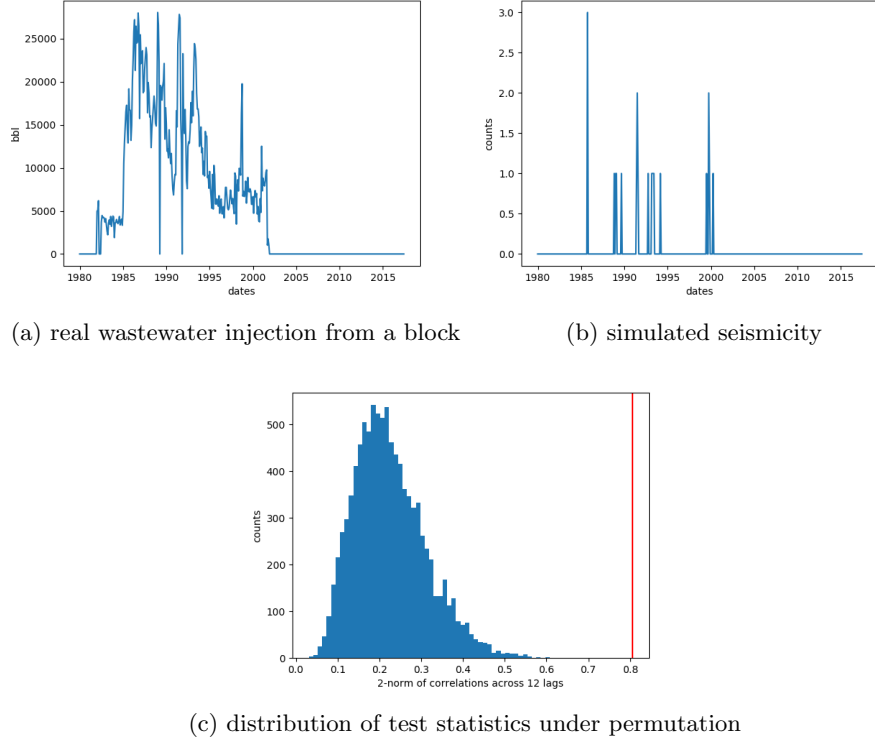 25000
20000
15000
10000
5000
0
bbl
1980 1985 1990 1995 2000 2005 2010 2015
dates
3.0
2.5
2.0
1.5
1.0
0.5
0.0
counts
1980 1985 1990 1995 2000 2005 2010 2015
dates
(a) real wastewater injection from a block
(b) simulated seismicity
500
400
300
200
100
0
counts
0.0 0.1 0.2 0.3 0.4 0.5 0.6 0.7 0.8
2-norm of correlations across 12 lags
(c) distribution of test statistics under permutation